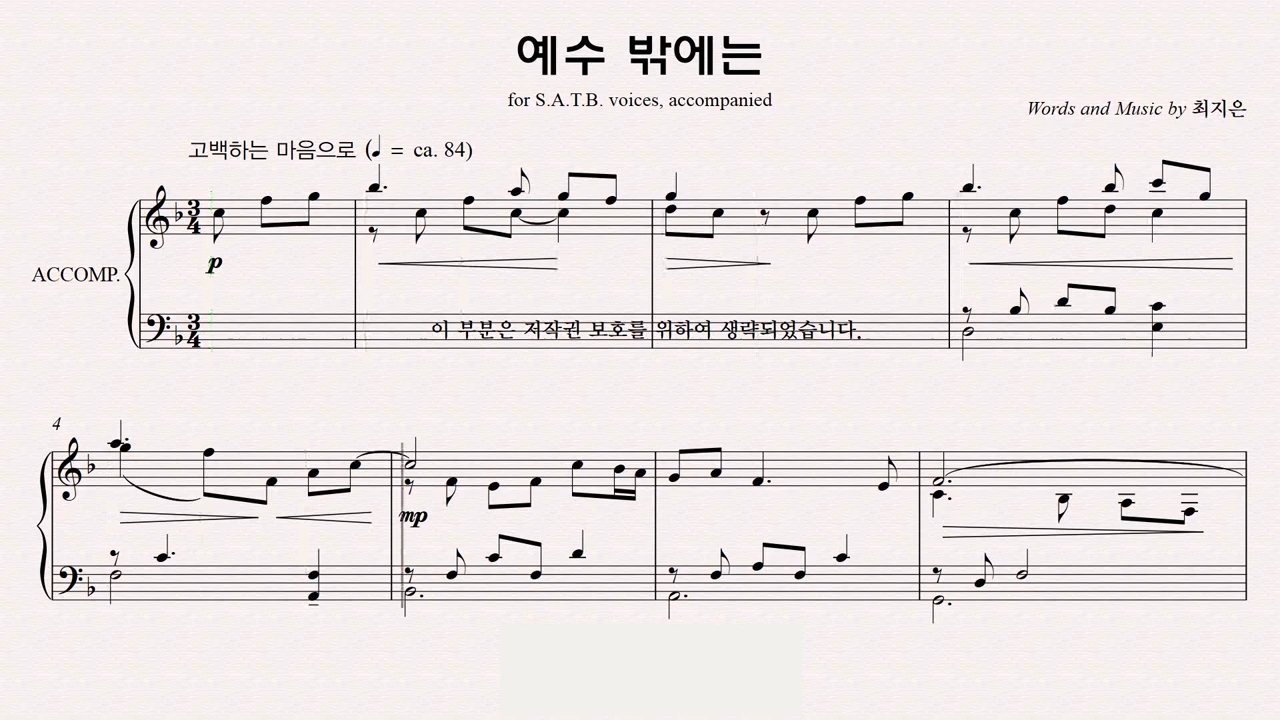 예수 밖에는
for S.A.T.B. voices, accompanied
Words and Music by 최지은
고백하는 마음으로 (♩ = ca. 84)
3 4
p
ACCOMP.
3 4
이 부분은 저작권 보호를 위하여 생략되었습니다.
4
mp